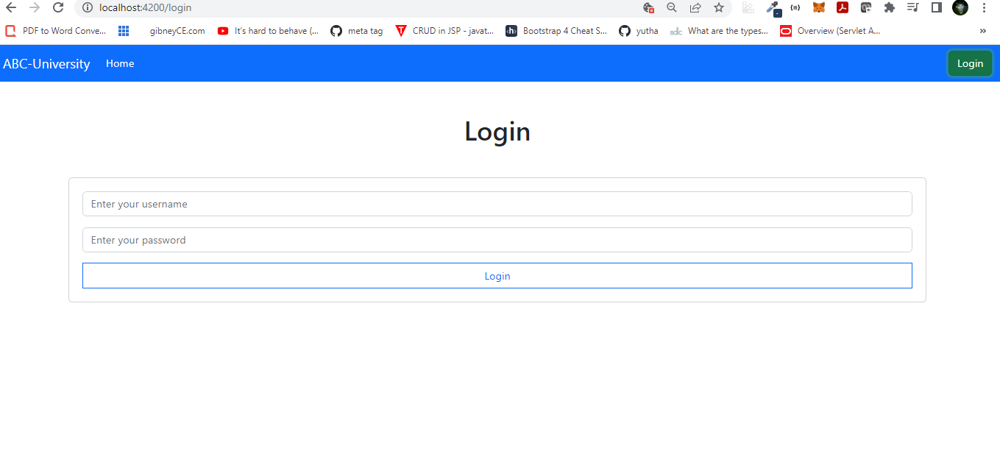 localhost:4200/login
PDF to Word Conve... gibneyCE.com It's hard to behave (... meta tag CRUD in JSP - javat... Bootstrap 4 Cheat S... yutha sdc What are the types... Overview (Servlet A... »
ABC-University Home Login
Login
Enter your username
Enter your password
Login